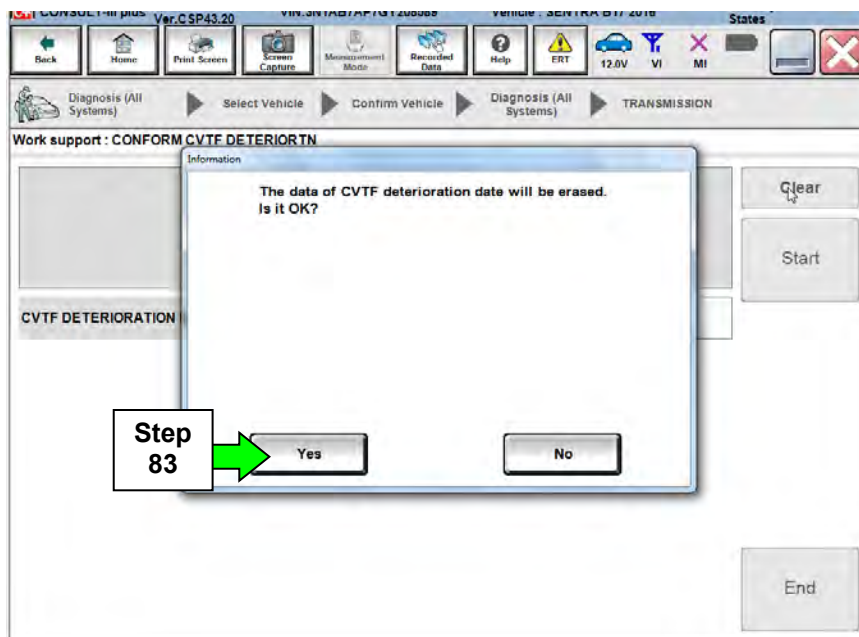 CONSULT-III plus Ver.CSP43.20 Vehicle : SENTRA B17 2016 States
Back Home Print Screen Screen Capture Measurement Mode Recorded Data Help ERT 12.0V VI MI
Diagnosis (All Systems) Select Vehicle Confirm Vehicle Diagnosis (All Systems) TRANSMISSION
Work support : CONFORM CVTF DETERIORTN
Information
The data of CVTF deterioration date will be erased.
Is it OK?
Clear
Start
CVTF DETERIORATION
Step
83
Yes
No
End